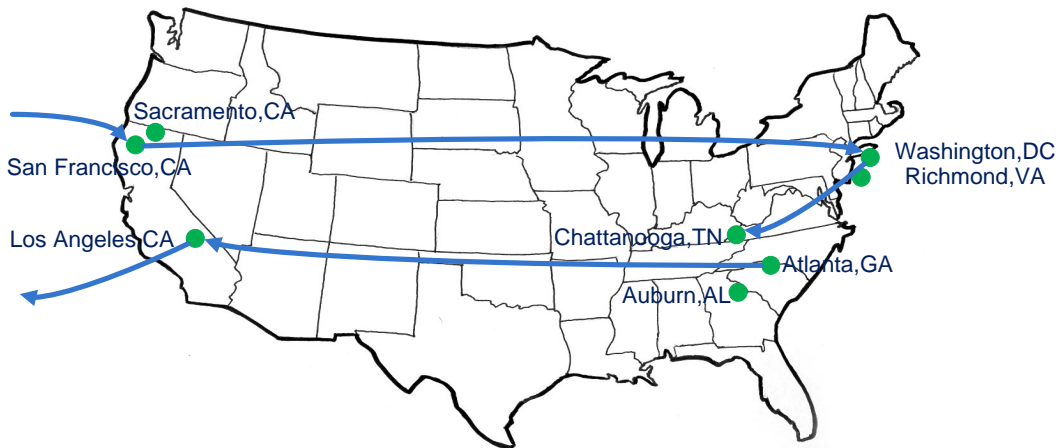 Sacramento,CA
San Francisco,CA
Washington,DC
Richmond,VA
Los Angeles,CA
Chattanooga,TN
Atlanta,GA
Auburn,AL